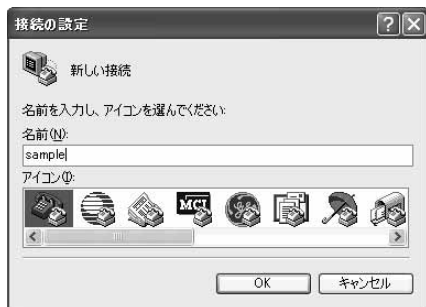 接続の設定
新しい接続
名前を入力し、アイコンを選んでください:
名前(N):
sample
アイコン(I):
MCI
OK
キャンセル